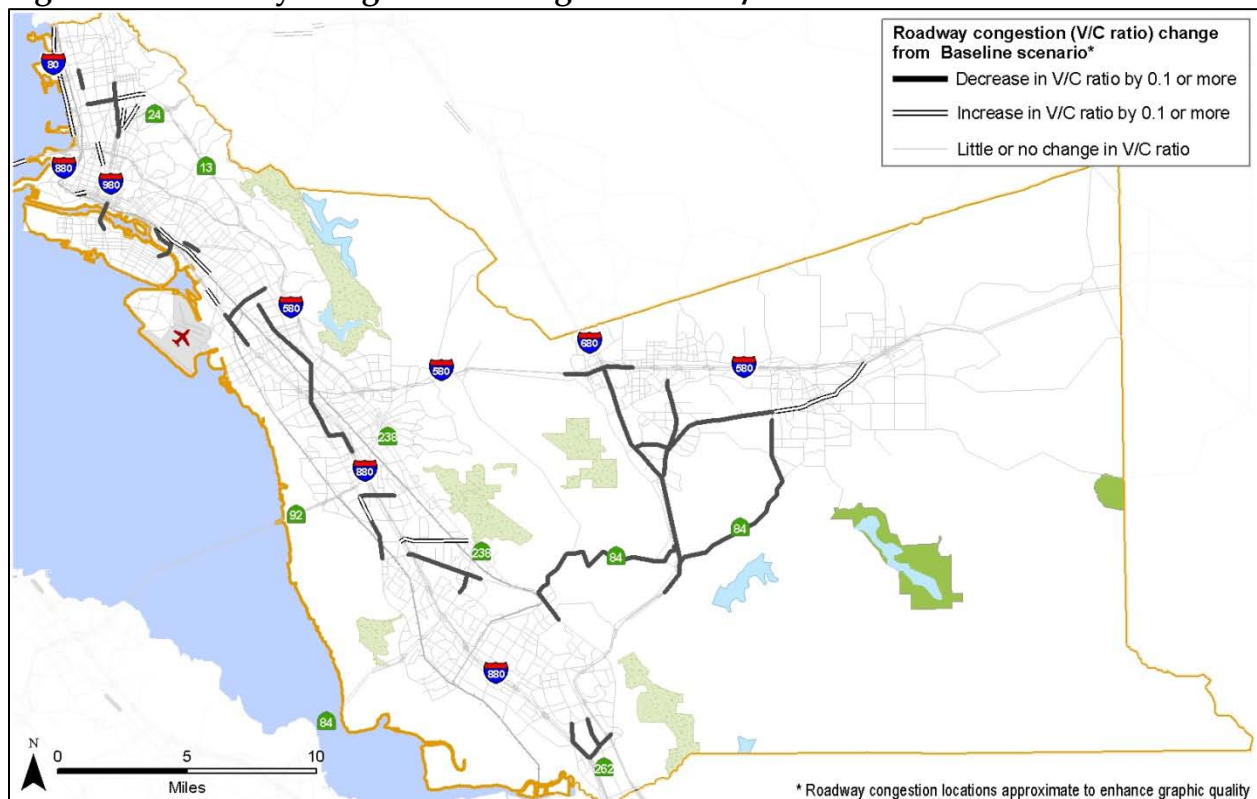 Roadway congestion (V/C ratio) change
from Baseline scenario*
Decrease in V/C ratio by 0.1 or more
Increase in V/C ratio by 0.1 or more
Little or no change in V/C ratio
80
24
13
880
980
580
680
580
580
238
880
92
238
84
84
880
84
262
N
0 5 10
Miles
* Roadway congestion locations approximate to enhance graphic quality